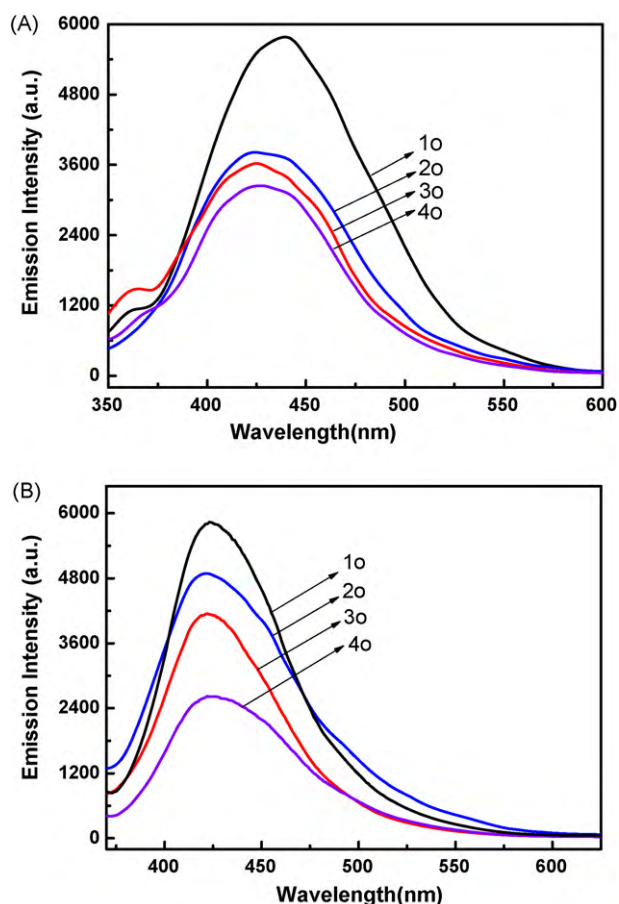 (A)
Emission Intensity (a.u.)
6000
4800
3600
2400
1200
0
1o
2o
3o
4o
350 400 450 500 550 600
Wavelength(nm)
(B)
Emission Intensity (a.u.)
6000
4800
3600
2400
1200
0
1o
2o
3o
4o
400 450 500 550 600
Wavelength(nm)